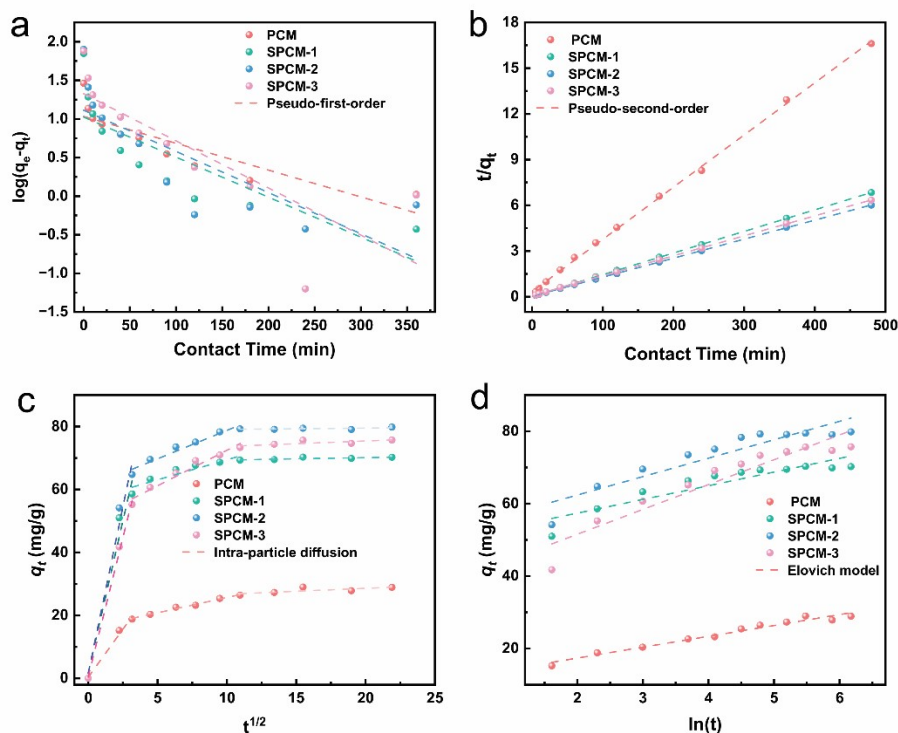 a
PCM
SPCM-1
SPCM-2
SPCM-3
Pseudo-first-order
2.5
2.0
1.5
1.0
0.5
0.0
−0.5
−1.0
−1.5
log(qe-qt)
0
50
100
150
200
250
300
350
Contact Time (min)
b
PCM
SPCM-1
SPCM-2
SPCM-3
Pseudo-second-order
18
15
12
9
6
3
0
t/qt
0
100
200
300
400
500
Contact Time (min)
c
PCM
SPCM-1
SPCM-2
SPCM-3
Intra-particle diffusion
80
60
40
20
0
qt (mg/g)
0
5
10
15
20
25
t1/2
d
PCM
SPCM-1
SPCM-2
SPCM-3
Elovich model
80
60
40
20
qt (mg/g)
2
3
4
5
6
ln(t)